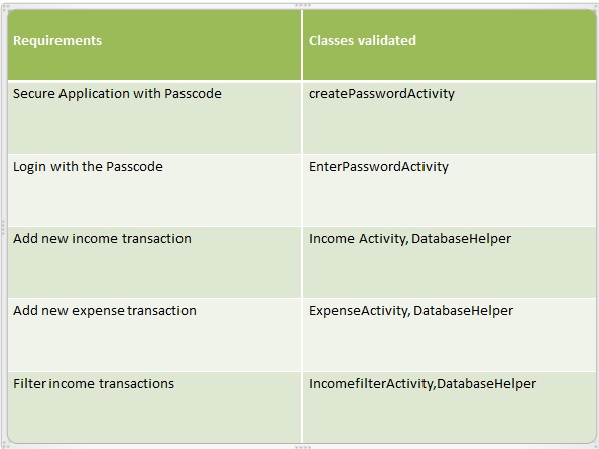 Requirements
Classes validated
Secure Application with Passcode
createPasswordActivity
Login with the Passcode
EnterPasswordActivity
Add new income transaction
Income Activity, DatabaseHelper
Add new expense transaction
ExpenseActivity, DatabaseHelper
Filter income transactions
IncomefilterActivity,DatabaseHelper